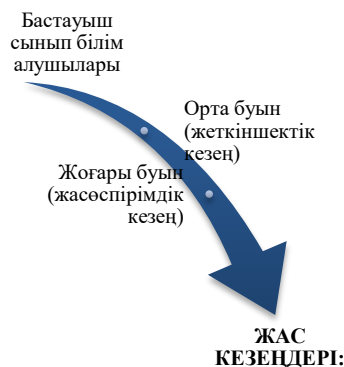 Бастауыш
сынып білім
алушылары
Орта буын
(жеткіншектік
кезең)
Жоғары буын
(жасөспірімдік
кезең)
ЖАС
КЕЗЕҢДЕРІ: